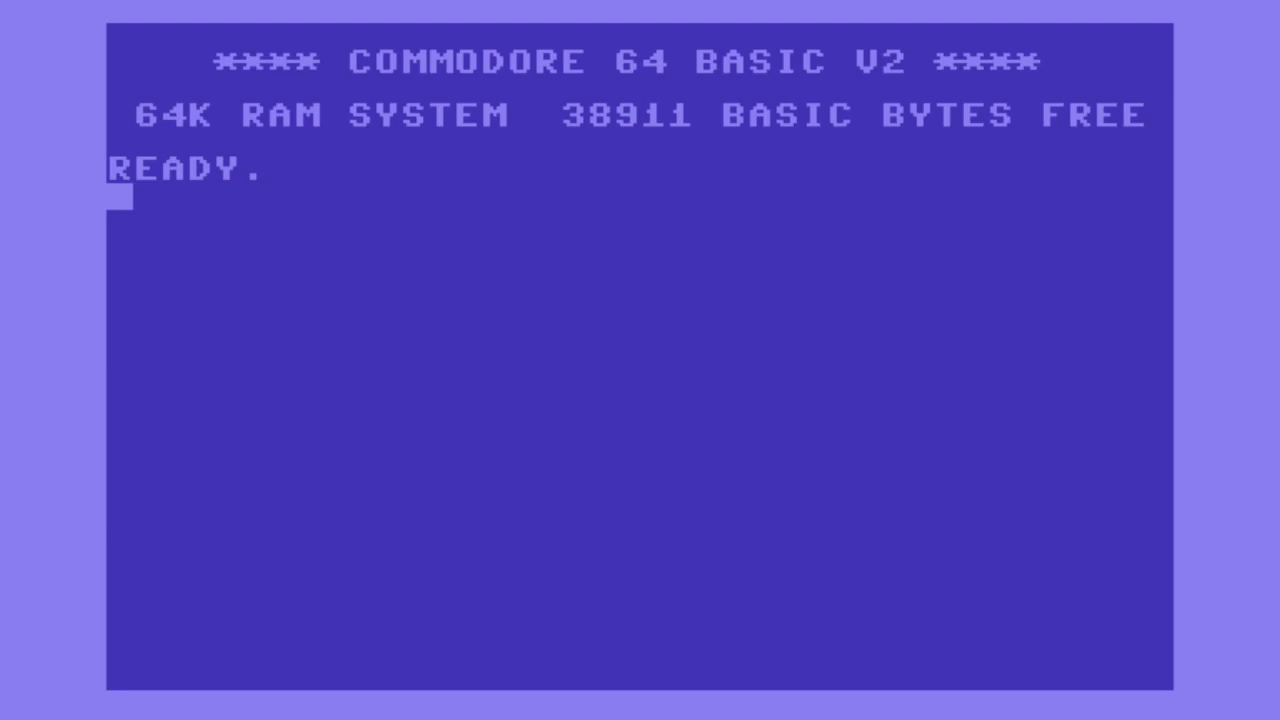 **** COMMODORE 64 BASIC V2 ****
64K RAM SYSTEM  38911 BASIC BYTES FREE
READY.